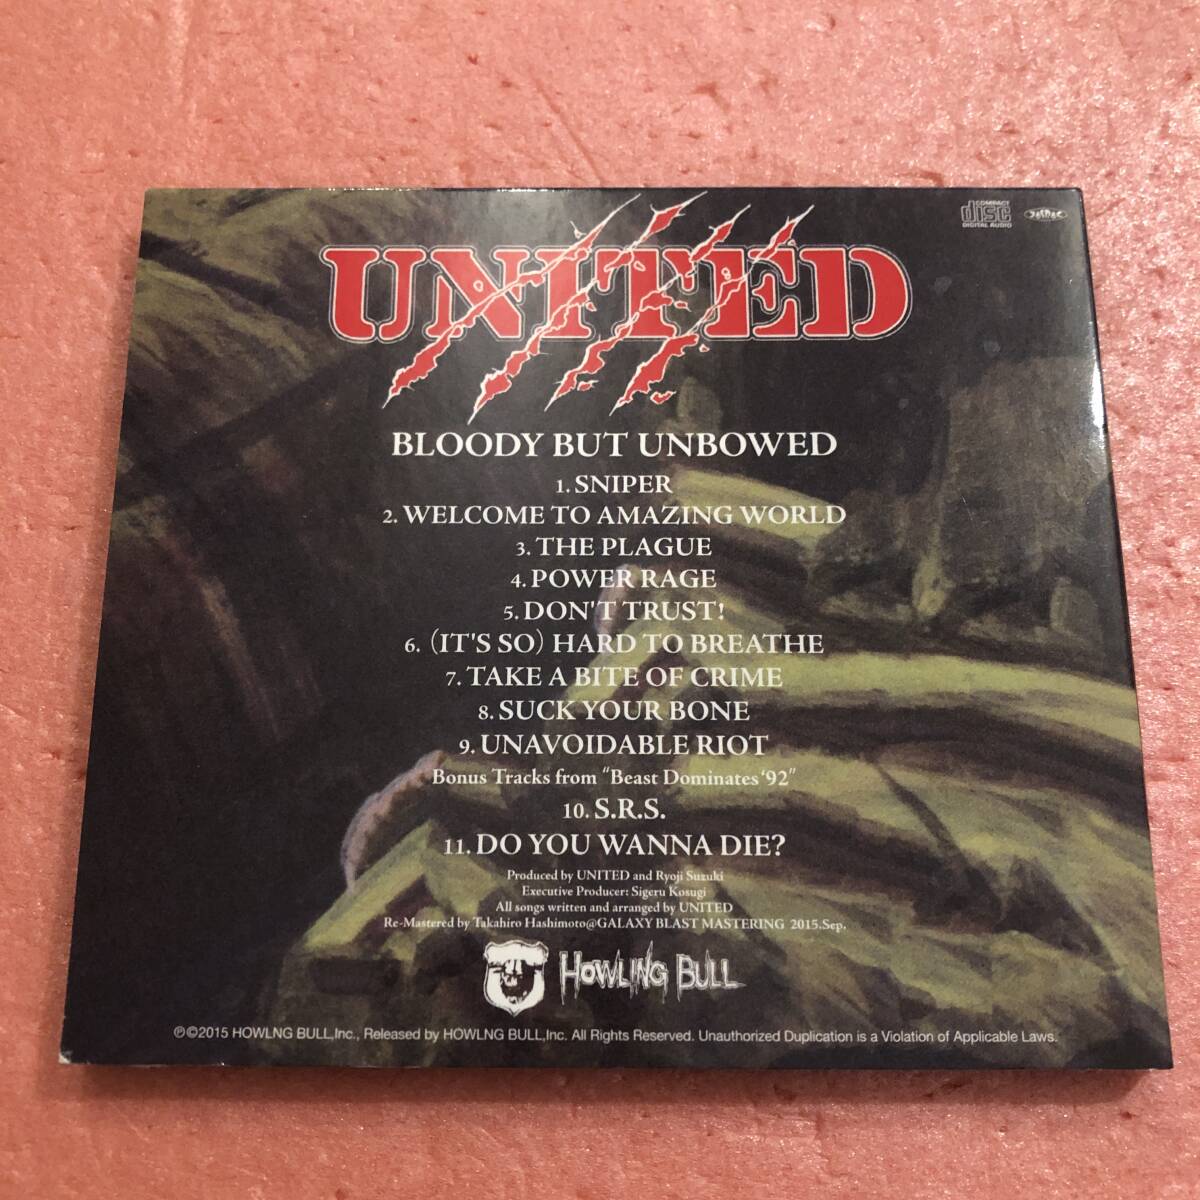 COMPACT
disc
DIGITAL AUDIO
UNITED
BLOODY BUT UNBOWED
1. SNIPER
2. WELCOME TO AMAZING WORLD
3. THE PLAGUE
4. POWER RAGE
5. DON'T TRUST!
6. (IT'S SO) HARD TO BREATHE
7. TAKE A BITE OF CRIME
8. SUCK YOUR BONE
9. UNAVOIDABLE RIOT
Bonus Tracks from "Beast Dominates '92"
10. S.R.S.
11. DO YOU WANNA DIE?
Produced by UNITED and Ryoji Suzuki
Executive Producer: Sigeru Kosugi
All songs written and arranged by UNITED
Re-Mastered by Takahiro Hashimoto@GALAXY BLAST MASTERING 2015.Sep.
HOWLING BULL
℗©2015 HOWLNG BULL,Inc., Released by HOWLNG BULL,Inc. All Rights Reserved. Unauthorized Duplication is a Violation of Applicable Laws.